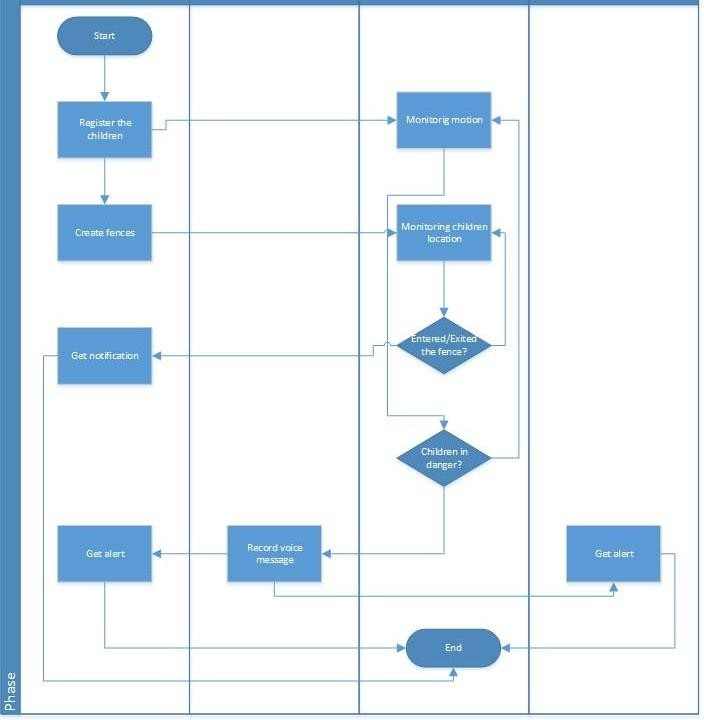 Start
Register the
children
Monitorig motion
Create fences
Monitoring children
location
Entered/Exited
the fence?
Get notification
Children in
danger?
Get alert
Record voice
message
Get alert
End
Phase